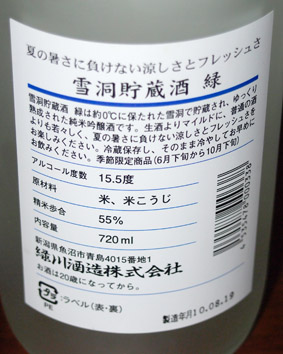 夏の暑さに負けない涼しさとフレッシュさ
雪洞貯蔵酒 緑
雪洞貯蔵酒 緑は約0℃に保たれた雪洞で貯蔵され、ゆっくり
熟成された純米吟醸酒です。生酒よりマイルドに、普通の酒
よりも若々しく、夏の暑さに負けない涼しさとフレッシュさを
お楽しみください。冷蔵保存し、そのまま冷やしてお早めに
お飲みください。季節限定商品(6月下旬から10月下旬)
アルコール度数 15.5度
原材料 米、米こうじ
精米歩合 55%
内容量 720ml
新潟県魚沼市青島4015番地1
緑川酒造株式会社
お酒は20歳になってから。
PE :ラベル(表・裏)
製造年月10.08.19